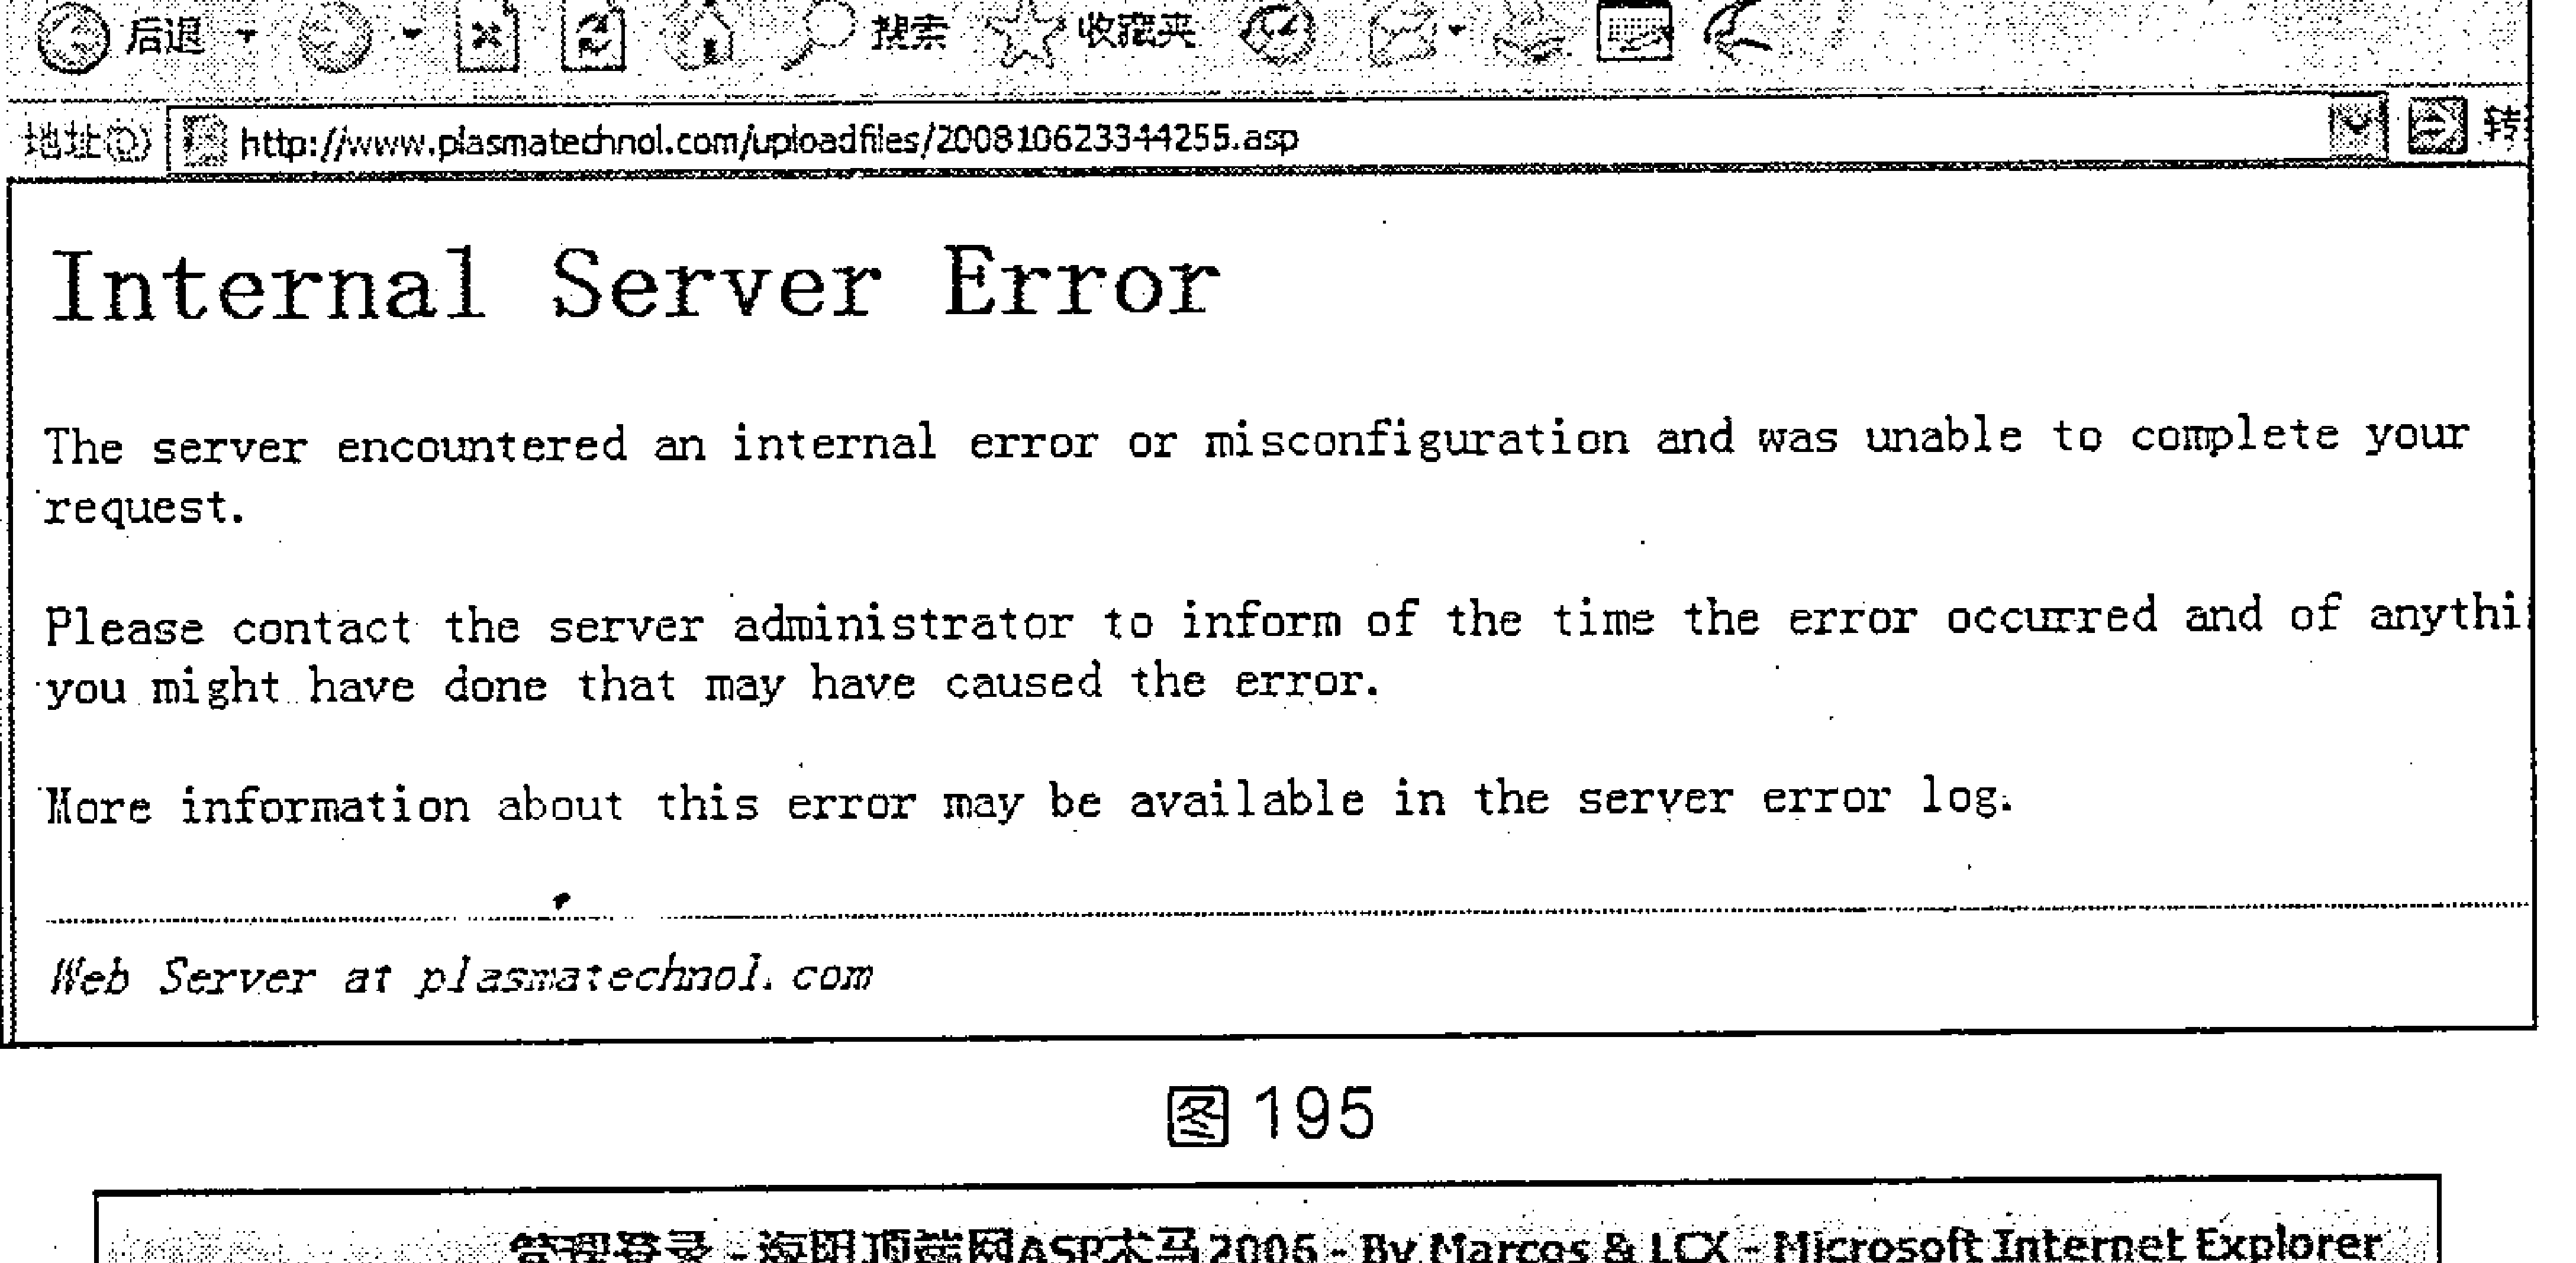 后退 搜索 收藏夹
地址(D) http://www.plasmatechnol.com/uploadfiles/200810623344255.asp 转
Internal Server Error
The server encountered an internal error or misconfiguration and was unable to complete your
request.
Please contact the server administrator to inform of the time the error occurred and of anythi
you might have done that may have caused the error.
More information about this error may be available in the server error log.
Web Server at plasmatechnol.com
图 195
管理登录 - 海阳顶端网ASP木马2006 - By Marcos & LCX - Microsoft Internet Explorer